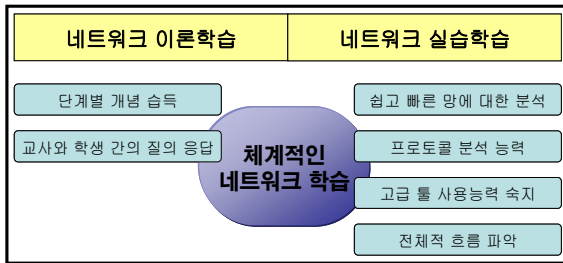 네트워크 이론학습
네트워크 실습학습
단계별 개념 습득
교사와 학생 간의 질의 응답
체계적인
네트워크 학습
쉽고 빠른 망에 대한 분석
프로토콜 분석 능력
고급 툴 사용능력 숙지
전체적 흐름 파악